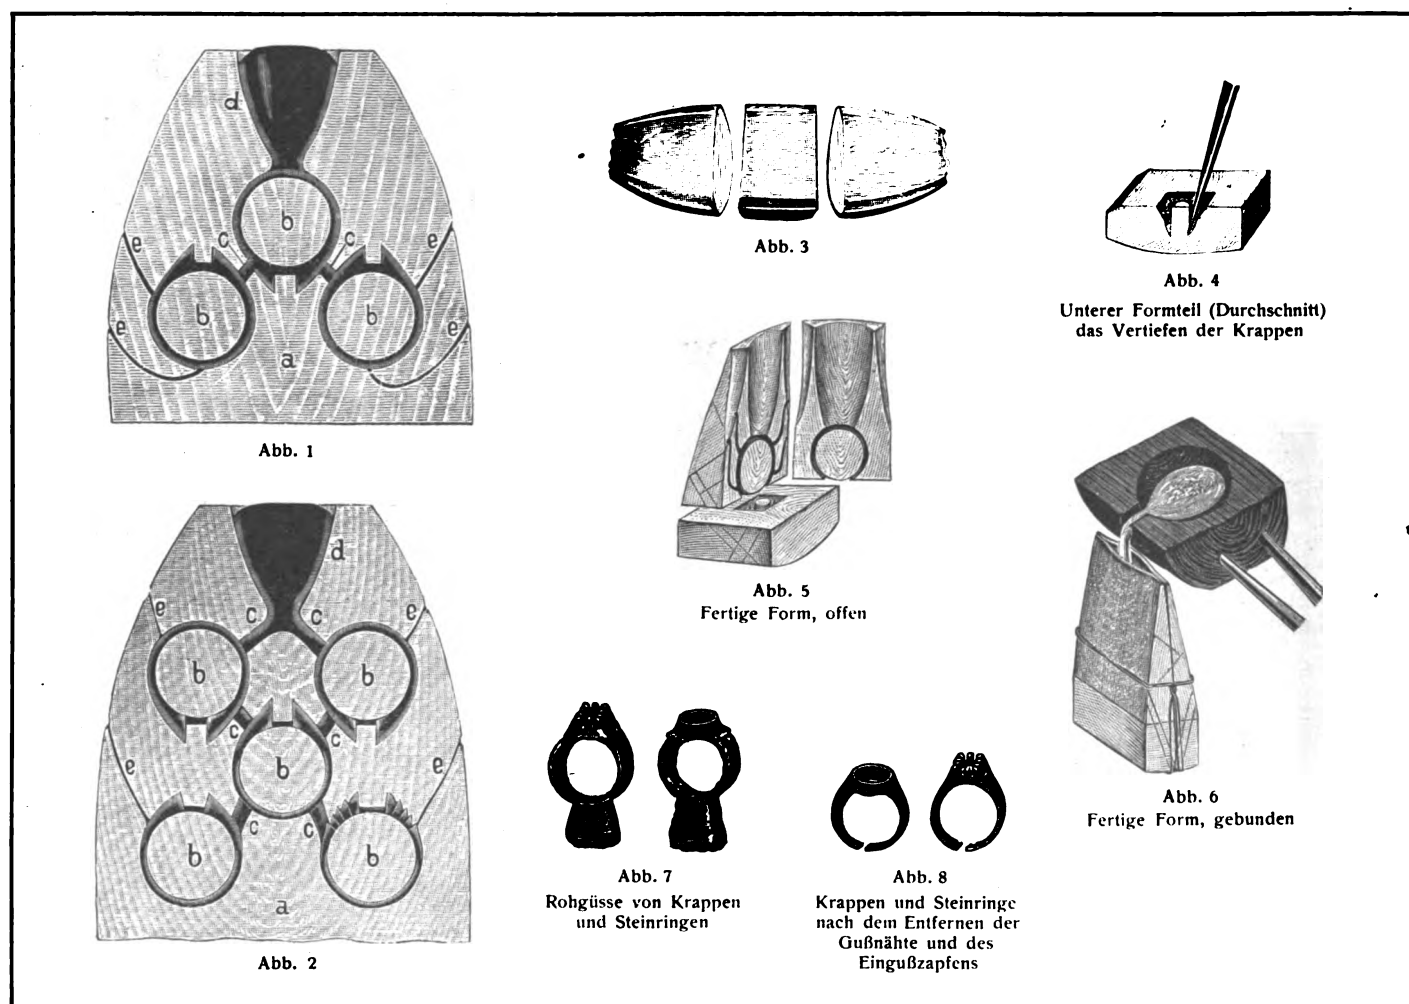 d
b
c
c
e
e
b
b
e
e
a
Abb. 1
Abb. 3
Abb. 4
Unterer Formteil (Durchschnitt)
das Vertiefen der Krappen
Abb. 5
Fertige Form, offen
d
c
c
e
e
b
b
c
c
e
e
b
c
c
b
b
a
Abb. 2
Abb. 6
Fertige Form, gebunden
Abb. 7
Rohgüsse von Krappen
und Steinringen
Abb. 8
Krappen und Steinringe
nach dem Entfernen der
Gußnähte und des
Eingußzapfens